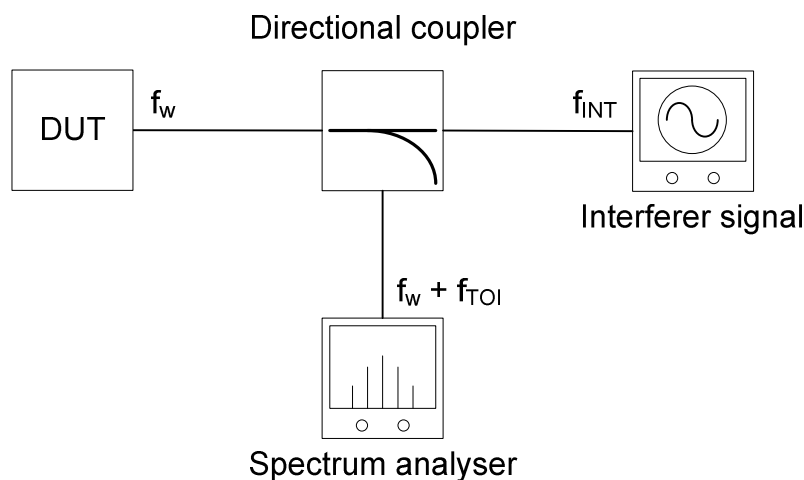 Directional coupler
DUT
fw
fINT
Interferer signal
fw + fTOI
Spectrum analyser